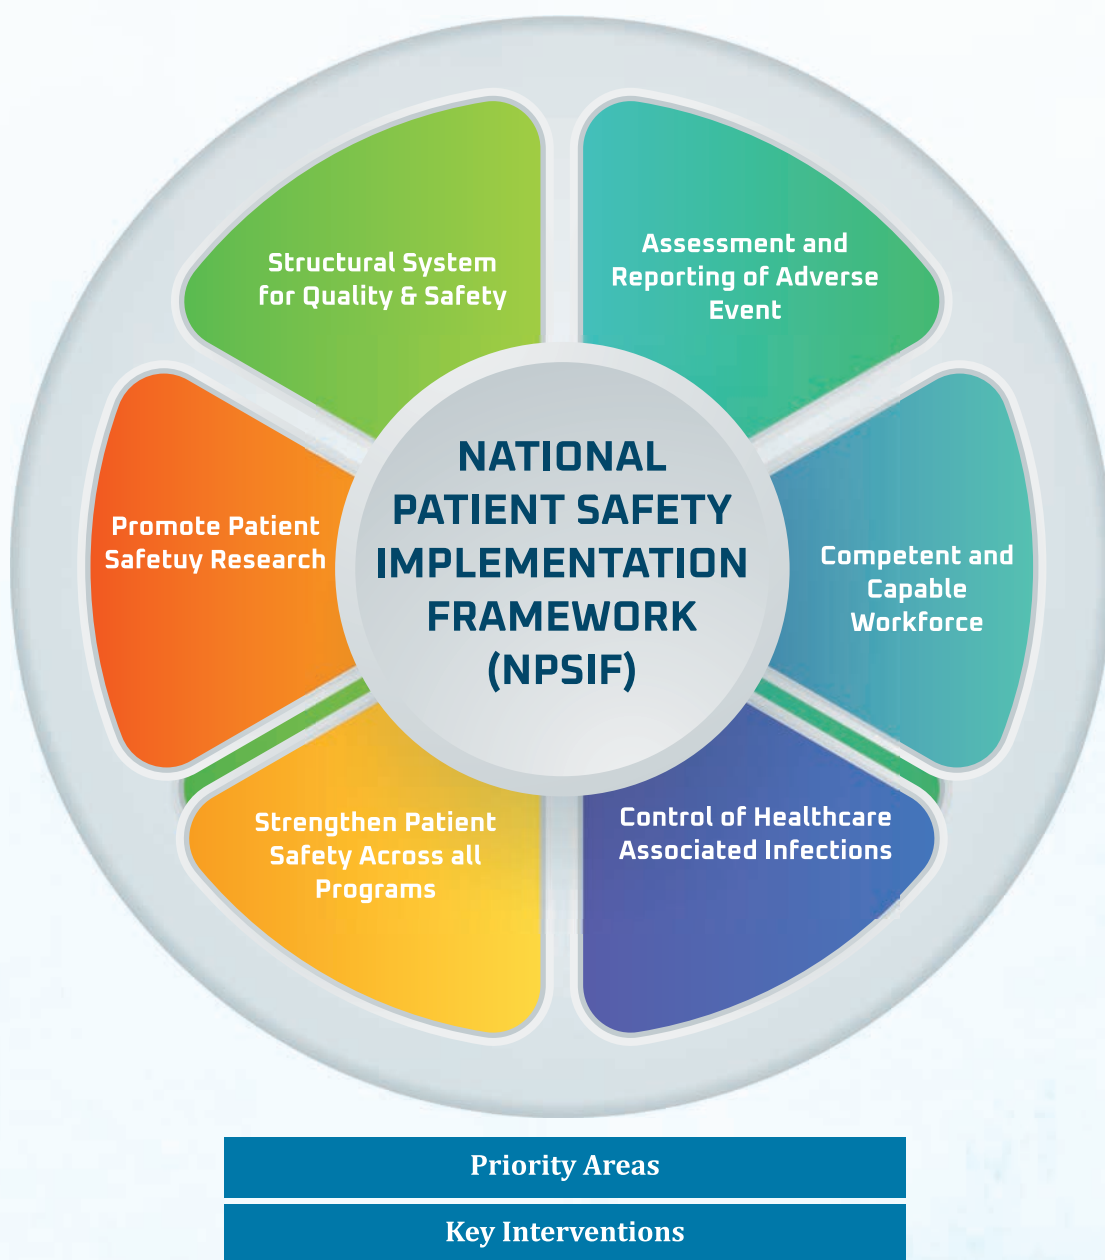 Structural System
for Quality & Safety
Assessment and
Reporting of Adverse
Event
NATIONAL
PATIENT SAFETY
IMPLEMENTATION
FRAMEWORK
(NPSIF)
Promote Patient
Safetuy Research
Competent and
Capable
Workforce
Strengthen Patient
Safety Across all
Programs
Control of Healthcare
Associated Infections
Priority Areas
Key Interventions